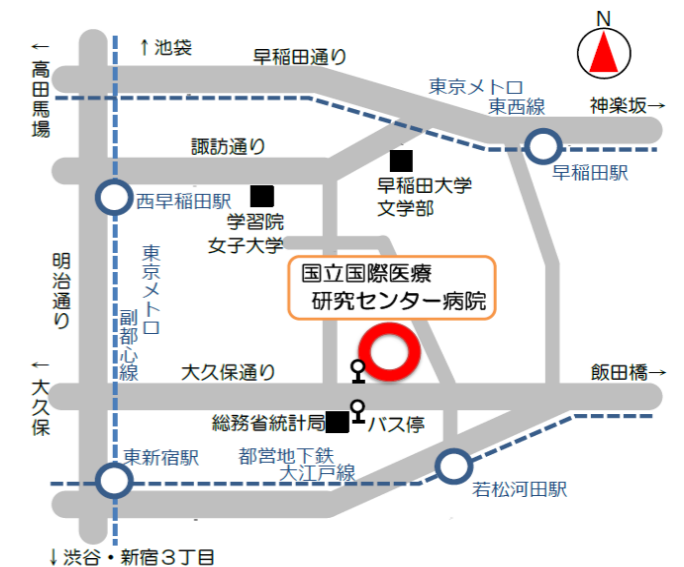 N
←高田馬場
↑池袋
早稲田通り
東京メトロ
東西線
神楽坂→
早稲田駅
諏訪通り
早稲田大学
文学部
西早稲田駅
学習院
女子大学
明治通り
東京メトロ
副都心線
国立国際医療
研究センター病院
←大久保
大久保通り
飯田橋→
総務省統計局
バス停
東新宿駅
都営地下鉄
大江戸線
若松河田駅
↓渋谷・新宿3丁目